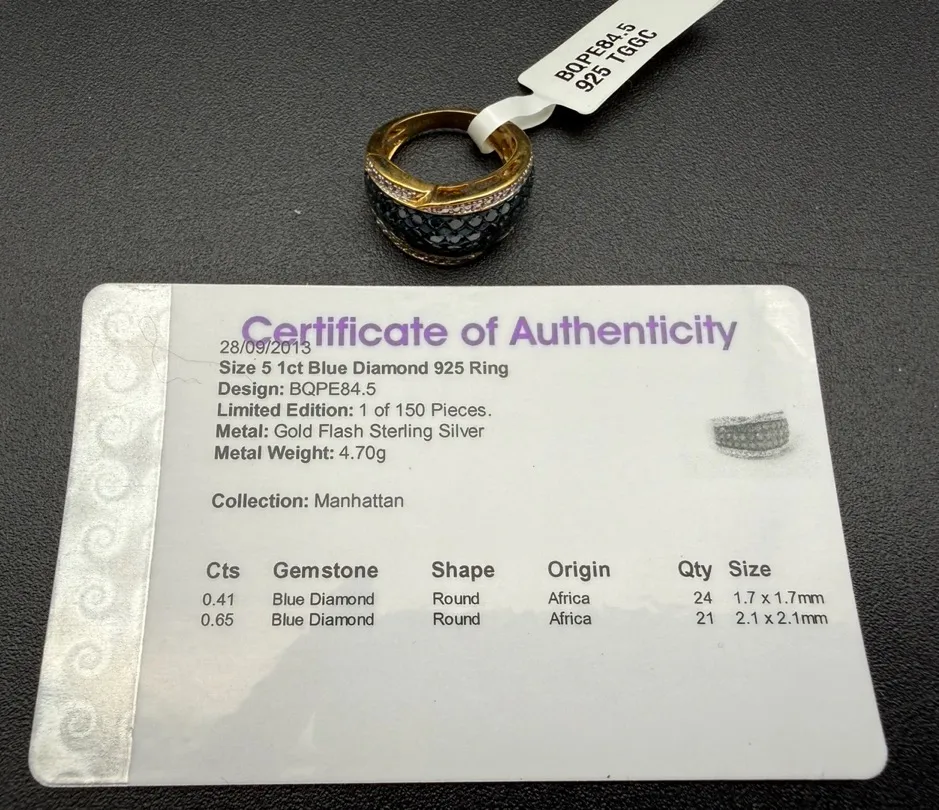 BQPE84.5
925 TGGC
Certificate of Authenticity
28/09/2013
Size 5 1ct Blue Diamond 925 Ring
Design: BQPE84.5
Limited Edition: 1 of 150 Pieces.
Metal: Gold Flash Sterling Silver
Metal Weight: 4.70g
Collection: Manhattan
Cts Gemstone Shape Origin Qty Size
0.41 Blue Diamond Round Africa 24 1.7 x 1.7mm
0.65 Blue Diamond Round Africa 21 2.1 x 2.1mm